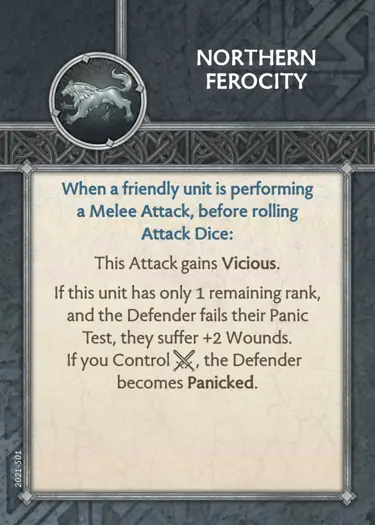 NORTHERN
FEROCITY
When a friendly unit is performing
a Melee Attack, before rolling
Attack Dice:
This Attack gains Vicious.
If this unit has only 1 remaining rank,
and the Defender fails their Panic
Test, they suffer +2 Wounds.
If you Control , the Defender
becomes Panicked.
2021-S01